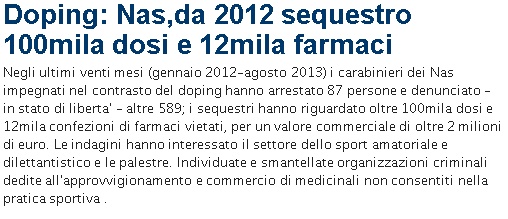 Doping: Nas,da 2012 sequestro
100mila dosi e 12mila farmaci
Negli ultimi venti mesi (gennaio 2012-agosto 2013) i carabinieri dei Nas
impegnati nel contrasto del doping hanno arrestato 87 persone e denunciato -
in stato di liberta' - altre 589; i sequestri hanno riguardato oltre 100mila dosi e
12mila confezioni di farmaci vietati, per un valore commerciale di oltre 2 milioni
di euro. Le indagini hanno interessato il settore dello sport amatoriale e
dilettantistico e le palestre. Individuate e smantellate organizzazioni criminali
dedite all'approvvigionamento e commercio di medicinali non consentiti nella
pratica sportiva .